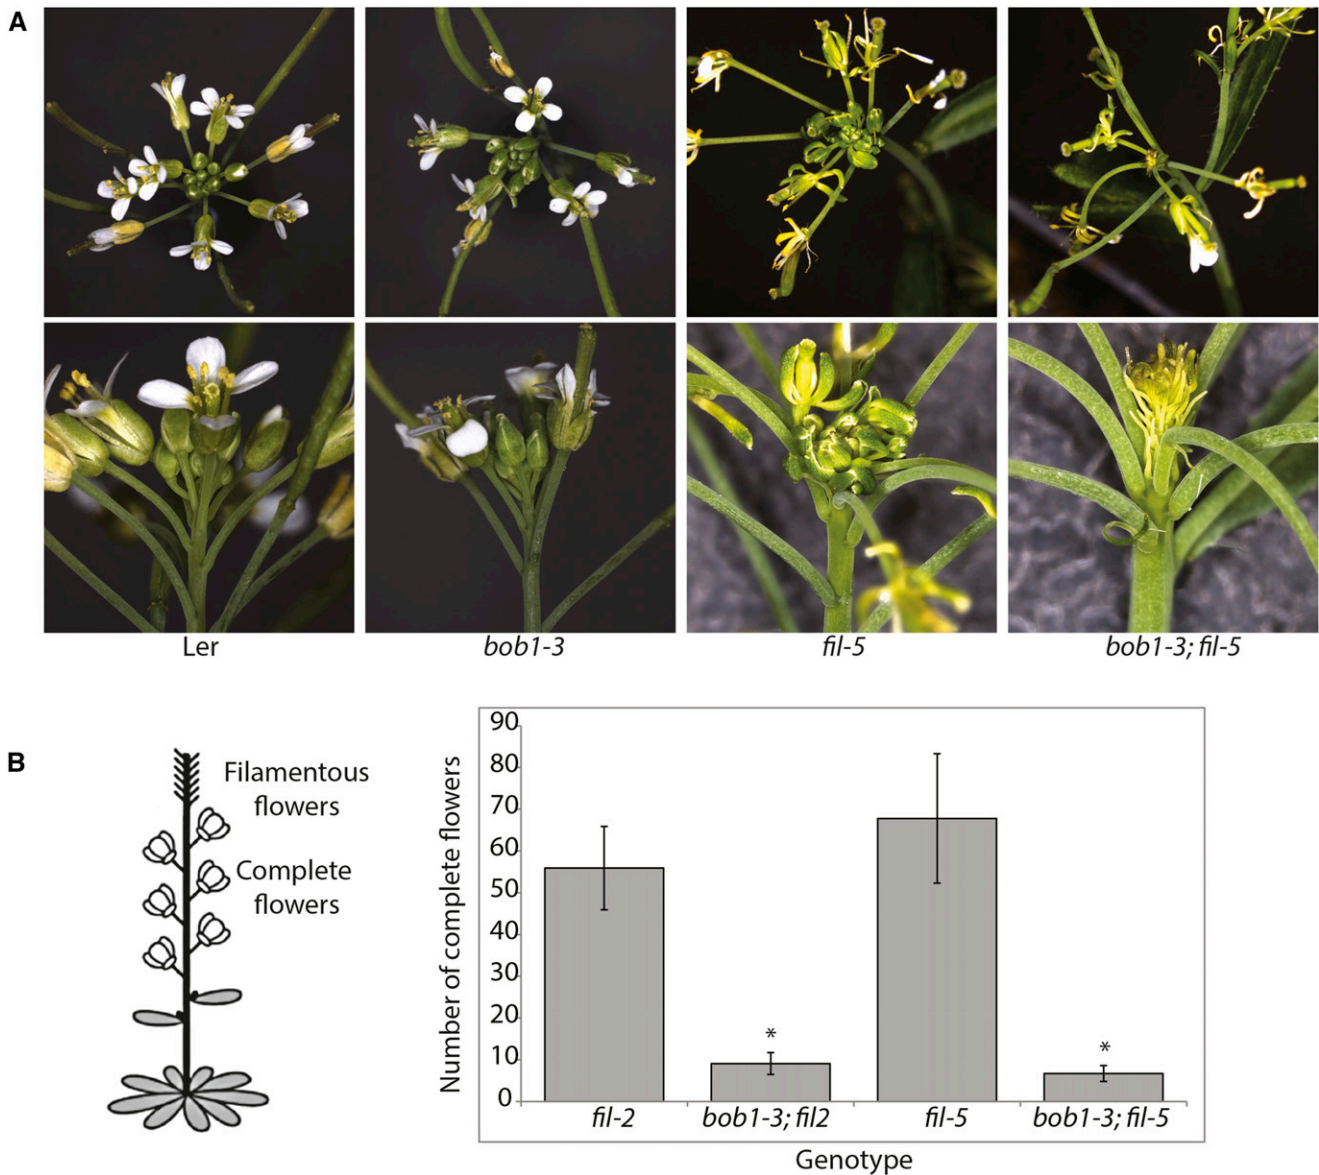 A
Ler
bob1-3
fil-5
bob1-3; fil-5
B
Filamentous
flowers
Complete
flowers
Number of complete flowers
90
80
70
60
50
40
30
20
10
0
*
*
fil-2
bob1-3; fil2
fil-5
bob1-3; fil-5
Genotype